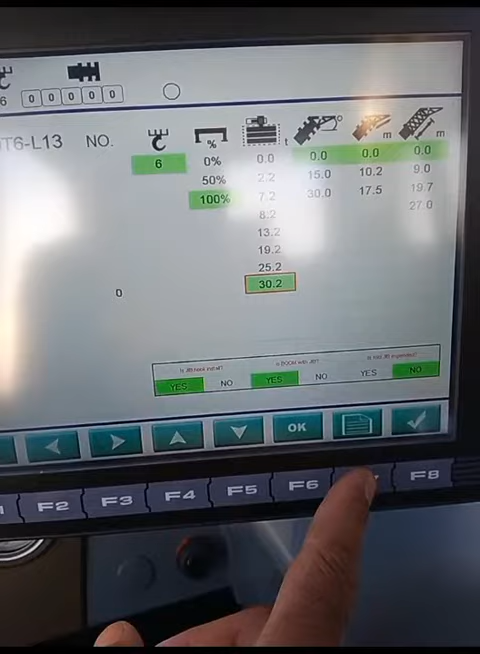 6 0 0 0 0 0
T6-L13 NO. % t ° m m
6 0% 0.0 0.0 0.0 0.0
50% 2.2 15.0 10.2 9.0
100% 7.2 30.0 17.5 19.7
8.2 27.0
13.2
19.2
25.2
0 30.2
YES NO YES NO YES NO
OK
F2 F3 F4 F5 F6 F8